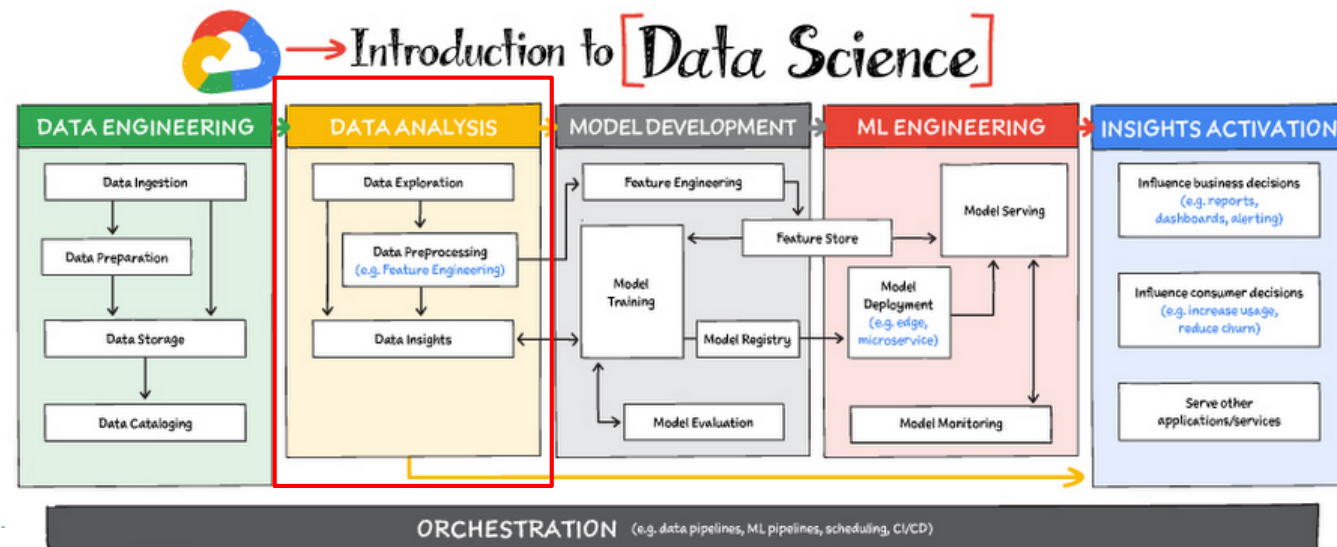 Introduction to [Data Science]
DATA ENGINEERING
Data Ingestion
Data Preparation
Data Storage
Data Cataloging
DATA ANALYSIS
Data Exploration
Data Preprocessing
(e.g. Feature Engineering)
Data Insights
MODEL DEVELOPMENT
Feature Engineering
Feature Store
Model
Training
Model Registry
Model Evaluation
ML ENGINEERING
Model Serving
Model
Deployment
(e.g. edge,
microservice)
Model Monitoring
INSIGHTS ACTIVATION
Influence business decisions
(e.g. reports,
dashboards, alerting)
Influence consumer decisions
(e.g. increase usage,
reduce churn)
Serve other
applications/services
ORCHESTRATION (e.g. data pipelines, ML pipelines, scheduling, CI/CD)